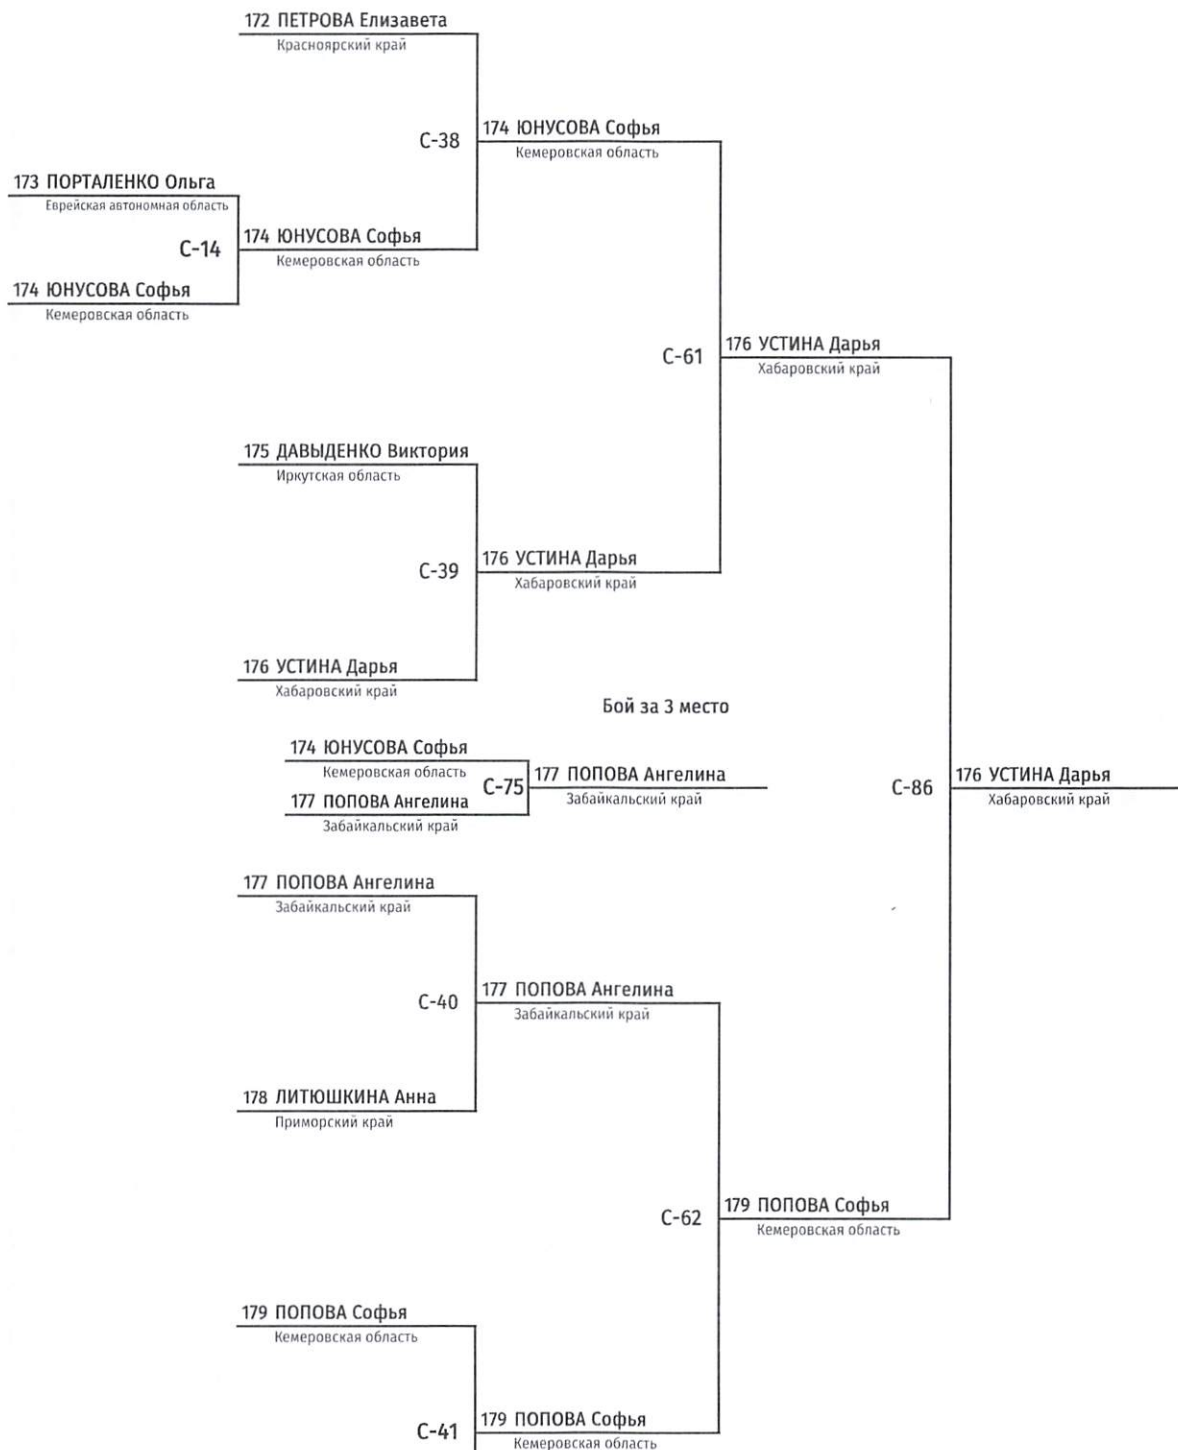 172 ПЕТРОВА Елизавета
Красноярский край
С-38
174 ЮНУСОВА Софья
Кемеровская область
173 ПОРТАЛЕНКО Ольга
Еврейская автономная область
С-14
174 ЮНУСОВА Софья
Кемеровская область
174 ЮНУСОВА Софья
Кемеровская область
С-61
176 УСТИНА Дарья
Хабаровский край
175 ДАВЫДЕНКО Виктория
Иркутская область
С-39
176 УСТИНА Дарья
Хабаровский край
176 УСТИНА Дарья
Хабаровский край
Бой за 3 место
174 ЮНУСОВА Софья
Кемеровская область
С-75
177 ПОПОВА Ангелина
Забайкальский край
177 ПОПОВА Ангелина
Забайкальский край
С-86
176 УСТИНА Дарья
Хабаровский край
177 ПОПОВА Ангелина
Забайкальский край
С-40
177 ПОПОВА Ангелина
Забайкальский край
178 ЛИТЮШКИНА Анна
Приморский край
С-62
179 ПОПОВА Софья
Кемеровская область
179 ПОПОВА Софья
Кемеровская область
С-41
179 ПОПОВА Софья
Кемеровская область